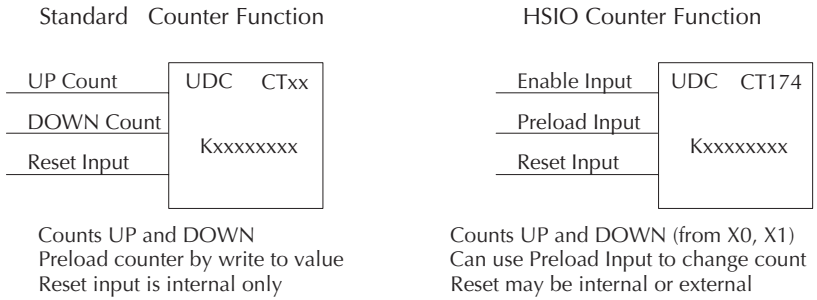 Standard Counter Function
UP Count
UDC CTxx
DOWN Count
Kxxxxxxxx
Reset Input
Counts UP and DOWN
Preload counter by write to value
Reset input is internal only
HSIO Counter Function
Enable Input
UDC CT174
Preload Input
Kxxxxxxxx
Reset Input
Counts UP and DOWN (from X0, X1)
Can use Preload Input to change count
Reset may be internal or external